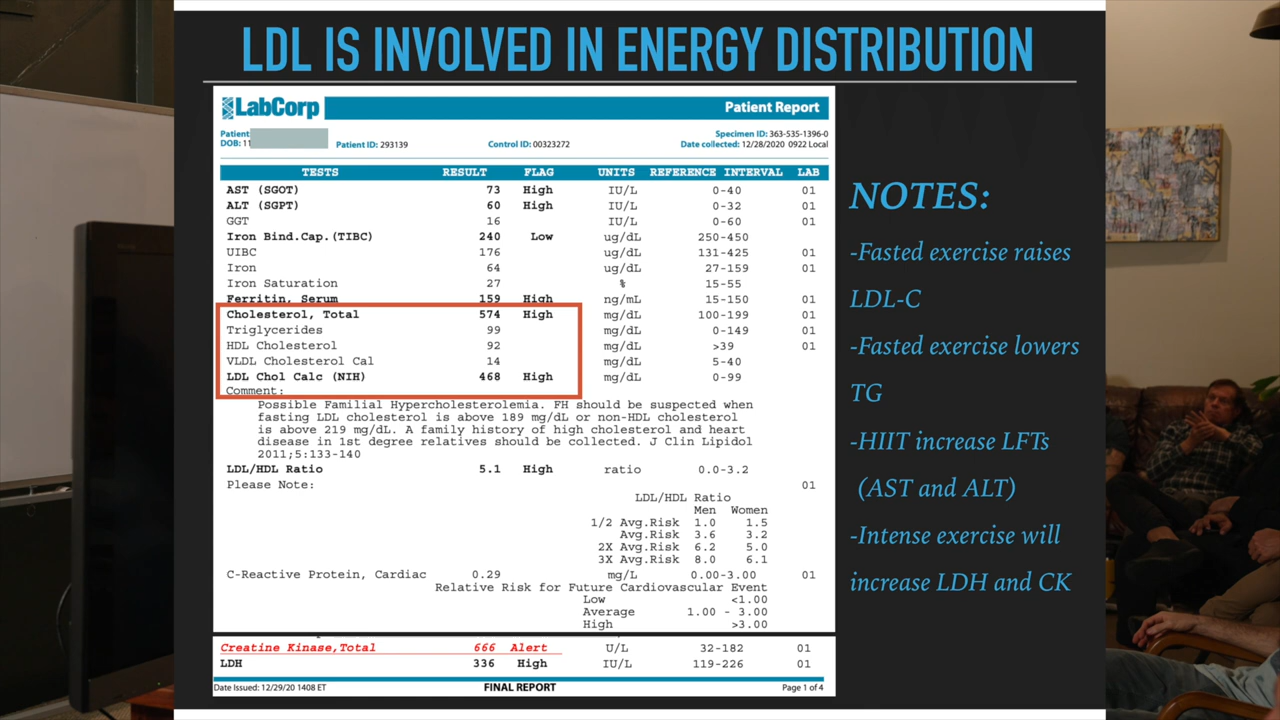 LDL IS INVOLVED IN ENERGY DISTRIBUTION
LabCorp Patient Report
Patient:
DOB: 11
Patient ID: 293139
Control ID: 00323272
Specimen ID: 363-535-1396-0
Date collected: 12/28/2020 0922 Local
TESTS RESULT FLAG UNITS REFERENCE INTERVAL LAB
AST (SGOT) 73 High IU/L 0-40 01
ALT (SGPT) 60 High IU/L 0-32 01
GGT 16 IU/L 0-60 01
Iron Bind.Cap.(TIBC) 240 Low ug/dL 250-450
UIBC 176 ug/dL 131-425 01
Iron 64 ug/dL 27-159 01
Iron Saturation 27 % 15-55
Ferritin, Serum 159 High ng/mL 15-150 01
Cholesterol, Total 574 High mg/dL 100-199 01
Triglycerides 99 mg/dL 0-149 01
HDL Cholesterol 92 mg/dL >39 01
VLDL Cholesterol Cal 14 mg/dL 5-40
LDL Chol Calc (NIH) 468 High mg/dL 0-99
Comment:
Possible Familial Hypercholesterolemia. FH should be suspected when
fasting LDL cholesterol is above 189 mg/dL or non-HDL cholesterol
is above 219 mg/dL. A family history of high cholesterol and heart
disease in 1st degree relatives should be collected. J Clin Lipidol
2011;5:133-140
LDL/HDL Ratio 5.1 High ratio 0.0-3.2
Please Note: 01
LDL/HDL Ratio
Men Women
1/2 Avg.Risk 1.0 1.5
Avg.Risk 3.6 3.2
2X Avg.Risk 6.2 5.0
3X Avg.Risk 8.0 6.1
C-Reactive Protein, Cardiac 0.29 mg/L 0.00-3.00 01
Relative Risk for Future Cardiovascular Event
Low <1.00
Average 1.00 - 3.00
High >3.00
Creatine Kinase,Total 666 Alert U/L 32-182 01
LDH 336 High IU/L 119-226 01
Date Issued: 12/29/20 1408 ET FINAL REPORT Page 1 of 4
NOTES:
-Fasted exercise raises
LDL-C
-Fasted exercise lowers
TG
-HIIT increase LFTs
(AST and ALT)
-Intense exercise will
increase LDH and CK